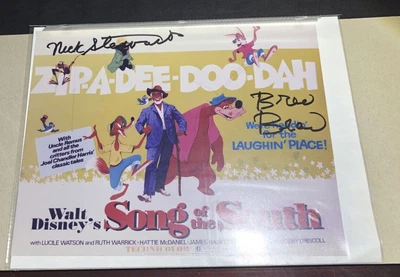 Nick Stewart
ZIP-A-DEE-DOO-DAH
Brer
Bear
We're
for the
LAUGHIN' PLACE!
With
Uncle Remus
and all the
critters from
Joel Chandler Harris'
classic tales
Walt
Disney's Song of the South
with LUCILE WATSON and RUTH WARRICK · HATTIE McDANIEL · JAMES BASKETT · BOBBY DRISCOLL
TECHNICOLOR